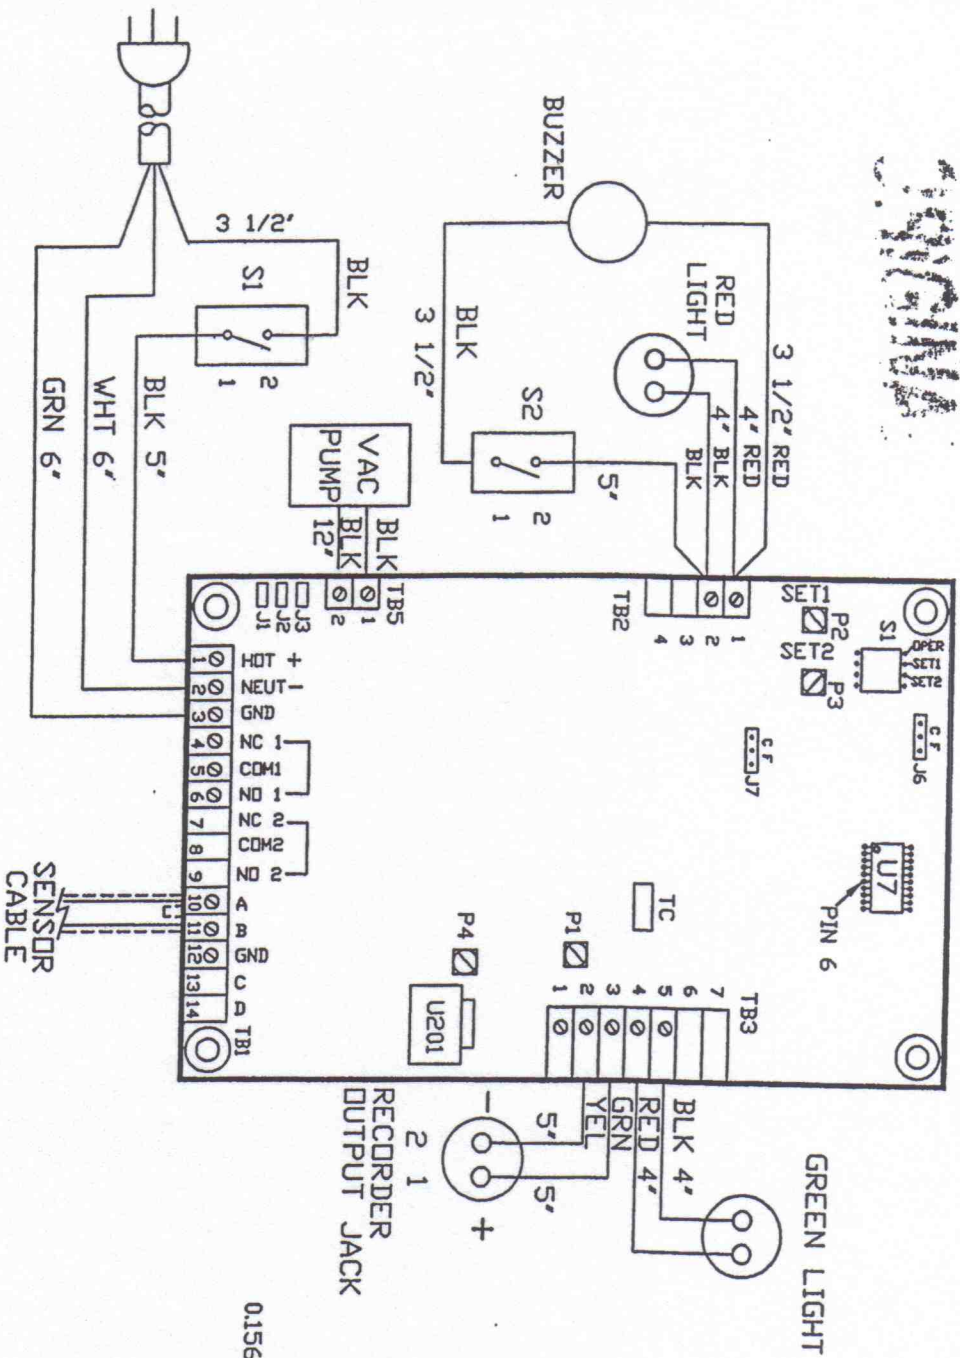 BUZZER
RED
LIGHT
3 1/2" RED
4" RED
4" BLK
BLK
BLK
3 1/2"
S2
5"
1 2
3 1/2"
BLK
S1
1 2
BLK 5"
WHT 6"
GRN 6"
VAC
PUMP
BLK
BLK
12"
TB5
1
2
J3
J2
J1
TB2
1
2
3
4
SET1
P2
SET2
P3
S1
OPER
SET1
SET2
C F
J6
C F
J7
U7
PIN 6
TC
P1
P4
U201
TB3
7
6
5
4
3
2
1
1 HOT +
2 NEUT-
3 GND
4 NC 1
5 COM1
6 NO 1
7 NC 2
8 COM2
9 NO 2
10 A
11 B
12 GND
13 C
14 D
TB1
SENSOR
CABLE
BLK 4"
RED 4"
GRN
YEL
5"
5"
- +
2 1
RECORDER
OUTPUT JACK
GREEN LIGHT
0.156